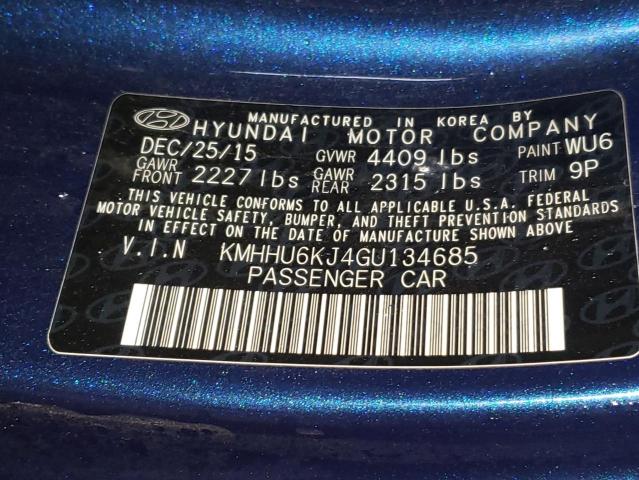 MANUFACTURED IN KOREA BY
HYUNDAI MOTOR COMPANY
DEC/25/15 GVWR 4409 lbs PAINT WU6
GAWR FRONT 2227 lbs GAWR REAR 2315 lbs TRIM 9P
THIS VEHICLE CONFORMS TO ALL APPLICABLE U.S.A. FEDERAL
MOTOR VEHICLE SAFETY, BUMPER, AND THEFT PREVENTION STANDARDS
IN EFFECT ON THE DATE OF MANUFACTURE SHOWN ABOVE
V.I.N KMHHU6KJ4GU134685
PASSENGER CAR